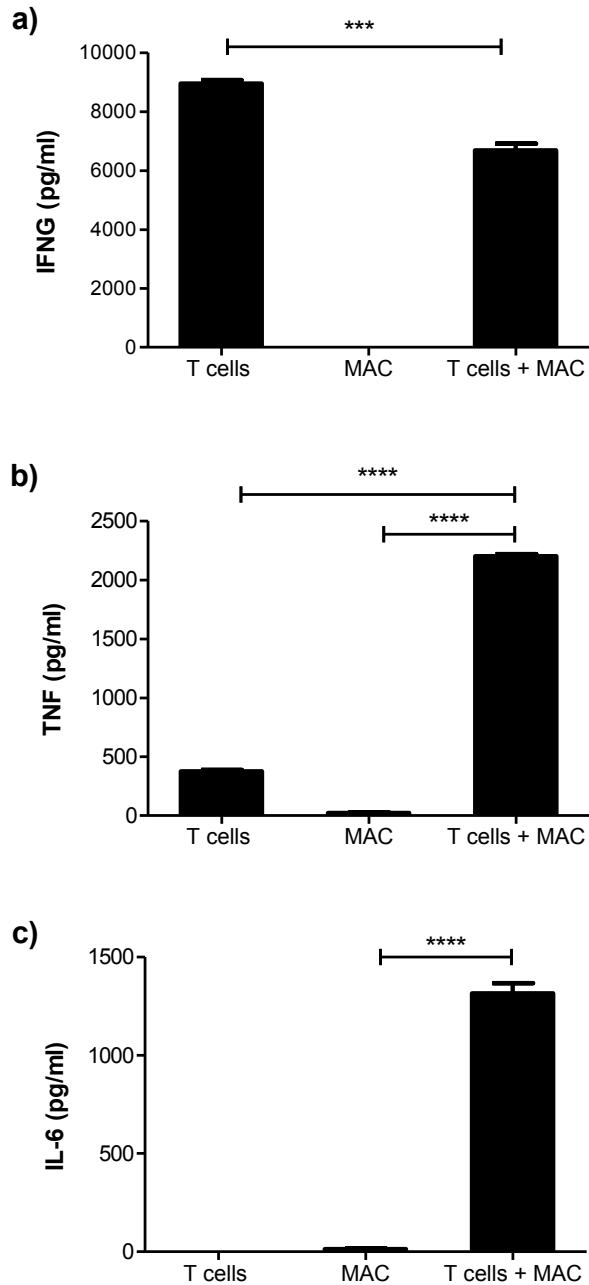 a)
***
10000
8000
6000
4000
2000
0
IFNG (pg/ml)
T cells MAC T cells + MAC
b)
****
****
2500
2000
1500
1000
500
0
TNF (pg/ml)
T cells MAC T cells + MAC
c)
****
1500
1000
500
0
IL-6 (pg/ml)
T cells MAC T cells + MAC